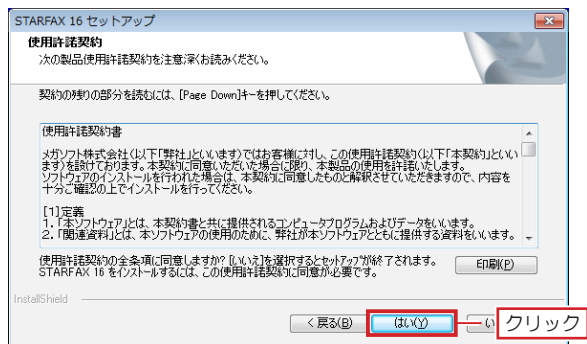 STARFAX 16 セットアップ
使用許諾契約
次の製品使用許諾契約を注意深くお読みください。
契約の残りの部分を読むには、[Page Down]キーを押してください。
使用許諾契約書
メガソフト株式会社(以下「弊社」といいます)ではお客様に対し、この使用許諾契約(以下「本契約」といい
ます)を設けております。本契約に同意いただいた場合に限り、本製品の使用を許諾いたします。
ソフトウェアのインストールを行われた場合は、本契約に同意したものと解釈させていただきますので、内容を
十分ご確認の上でインストールを行ってください。
[1]定義
1.「本ソフトウェア」とは、本契約書と共に提供されるコンピュータプログラムおよびデータをいいます。
2.「関連資料」とは、本ソフトウェアの使用のために、弊社が本ソフトウェアとともに提供する資料をいいます。
使用許諾契約の全条項に同意しますか? [いいえ]を選択するとセットアップが終了されます。
STARFAX 16 をインストールするには、この使用許諾契約に同意が必要です。
印刷(P)
InstallShield
< 戻る(B)
はい(Y)
い
クリック